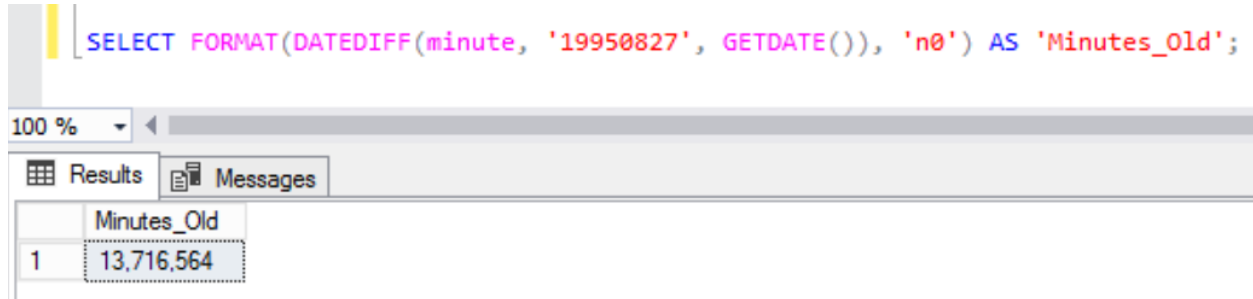 SELECT FORMAT(DATEDIFF(minute, '19950827', GETDATE()), 'n0') AS 'Minutes_Old';
100 %
Results Messages
Minutes_Old
1 13,716,564